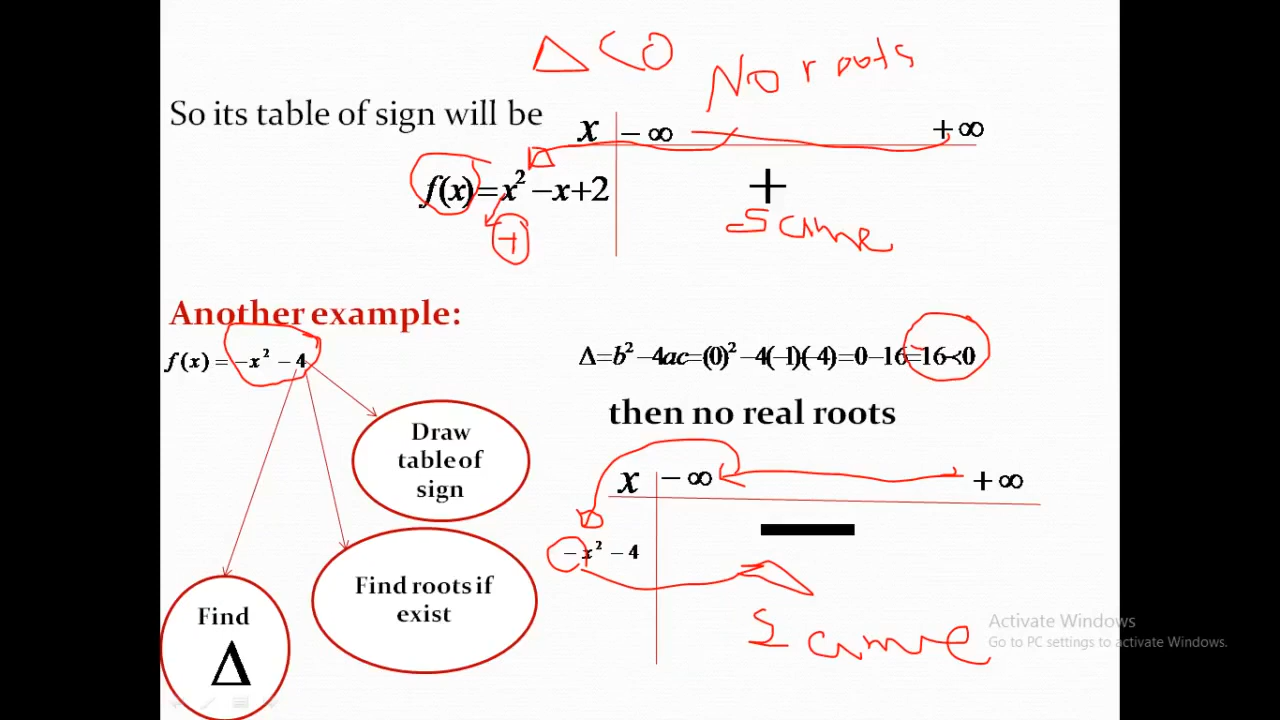 Δ <0
No roots
So its table of sign will be
x −∞ +∞
f(x)=x²−x+2 +
+
same
Another example:
f(x) = −x² − 4
Δ=b²−4ac=(0)²−4(−1)(−4)=0−16=−16<0
then no real roots
Draw
table of
sign
x −∞ +∞
−x² − 4 −
Find roots if
exist
Find
Δ
same
Activate Windows
Go to PC settings to activate Windows.